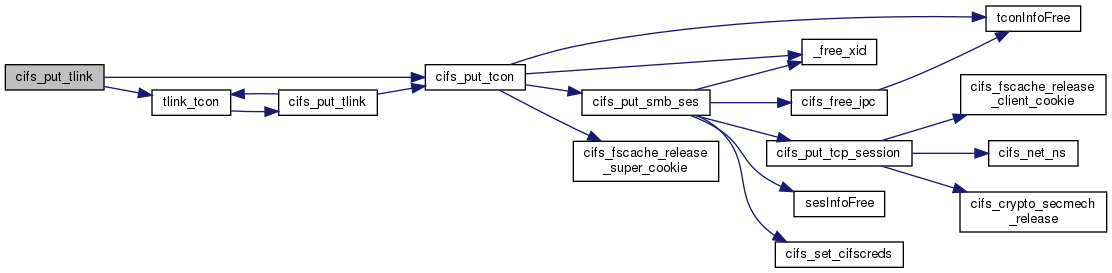 cifs_put_tlink
tlink_tcon
cifs_put_tlink
cifs_put_tcon
cifs_put_smb_ses
cifs_fscache_release
_super_cookie
tconInfoFree
_free_xid
cifs_free_ipc
cifs_put_tcp_session
sesInfoFree
cifs_set_cifscreds
cifs_fscache_release
_client_cookie
cifs_net_ns
cifs_crypto_secmech
_release